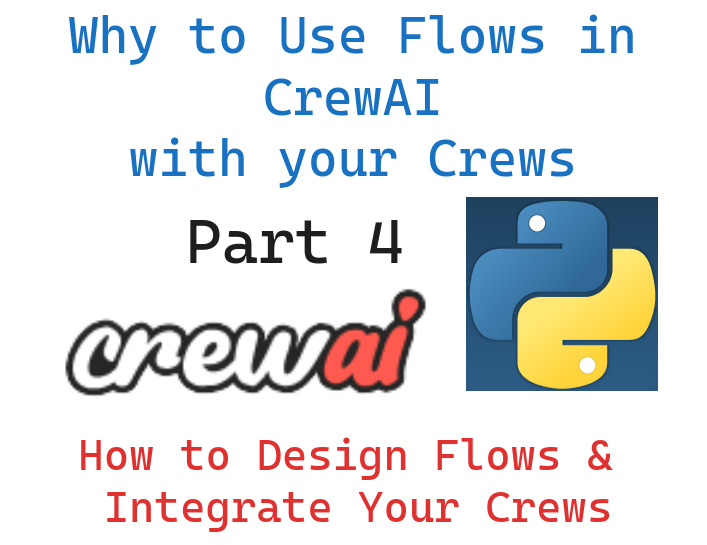 Why to Use Flows in
CrewAI
with your Crews
Part 4
crewai
How to Design Flows &
Integrate Your Crews